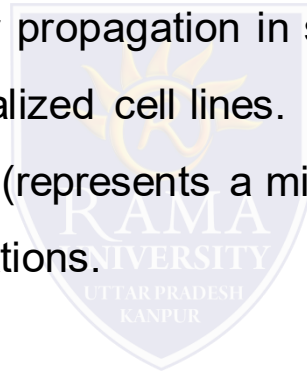 propagation in s
alized cell lines.
(represents a mi
tions.
RAMA
UNIVERSITY
UTTAR PRADESH
KANPUR